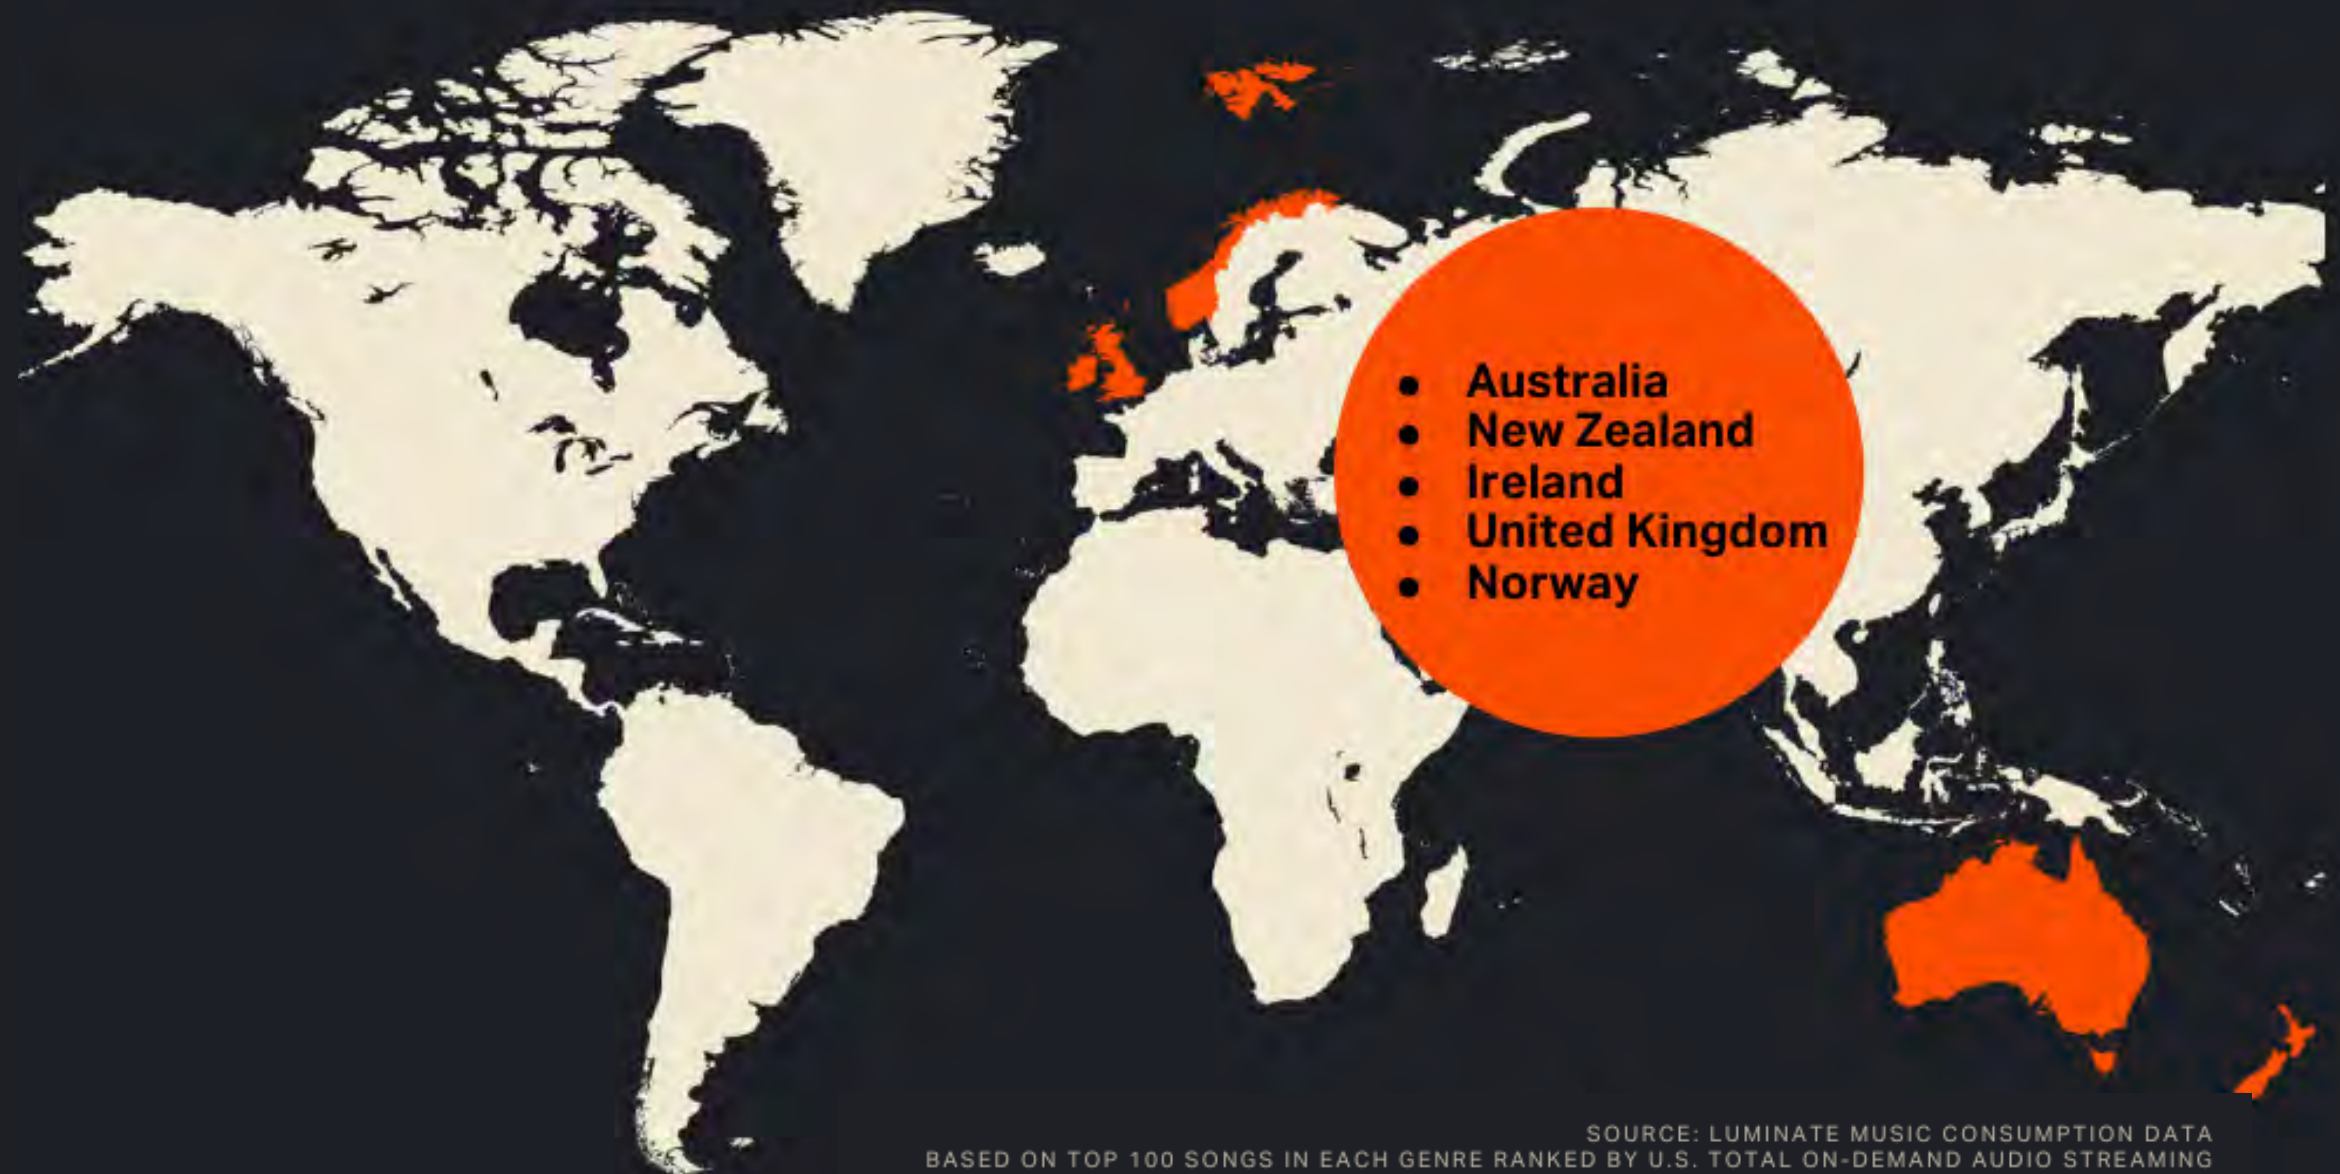 • Australia
• New Zealand
• Ireland
• United Kingdom
• Norway
SOURCE: LUMINATE MUSIC CONSUMPTION DATA
BASED ON TOP 100 SONGS IN EACH GENRE RANKED BY U.S. TOTAL ON-DEMAND AUDIO STREAMING